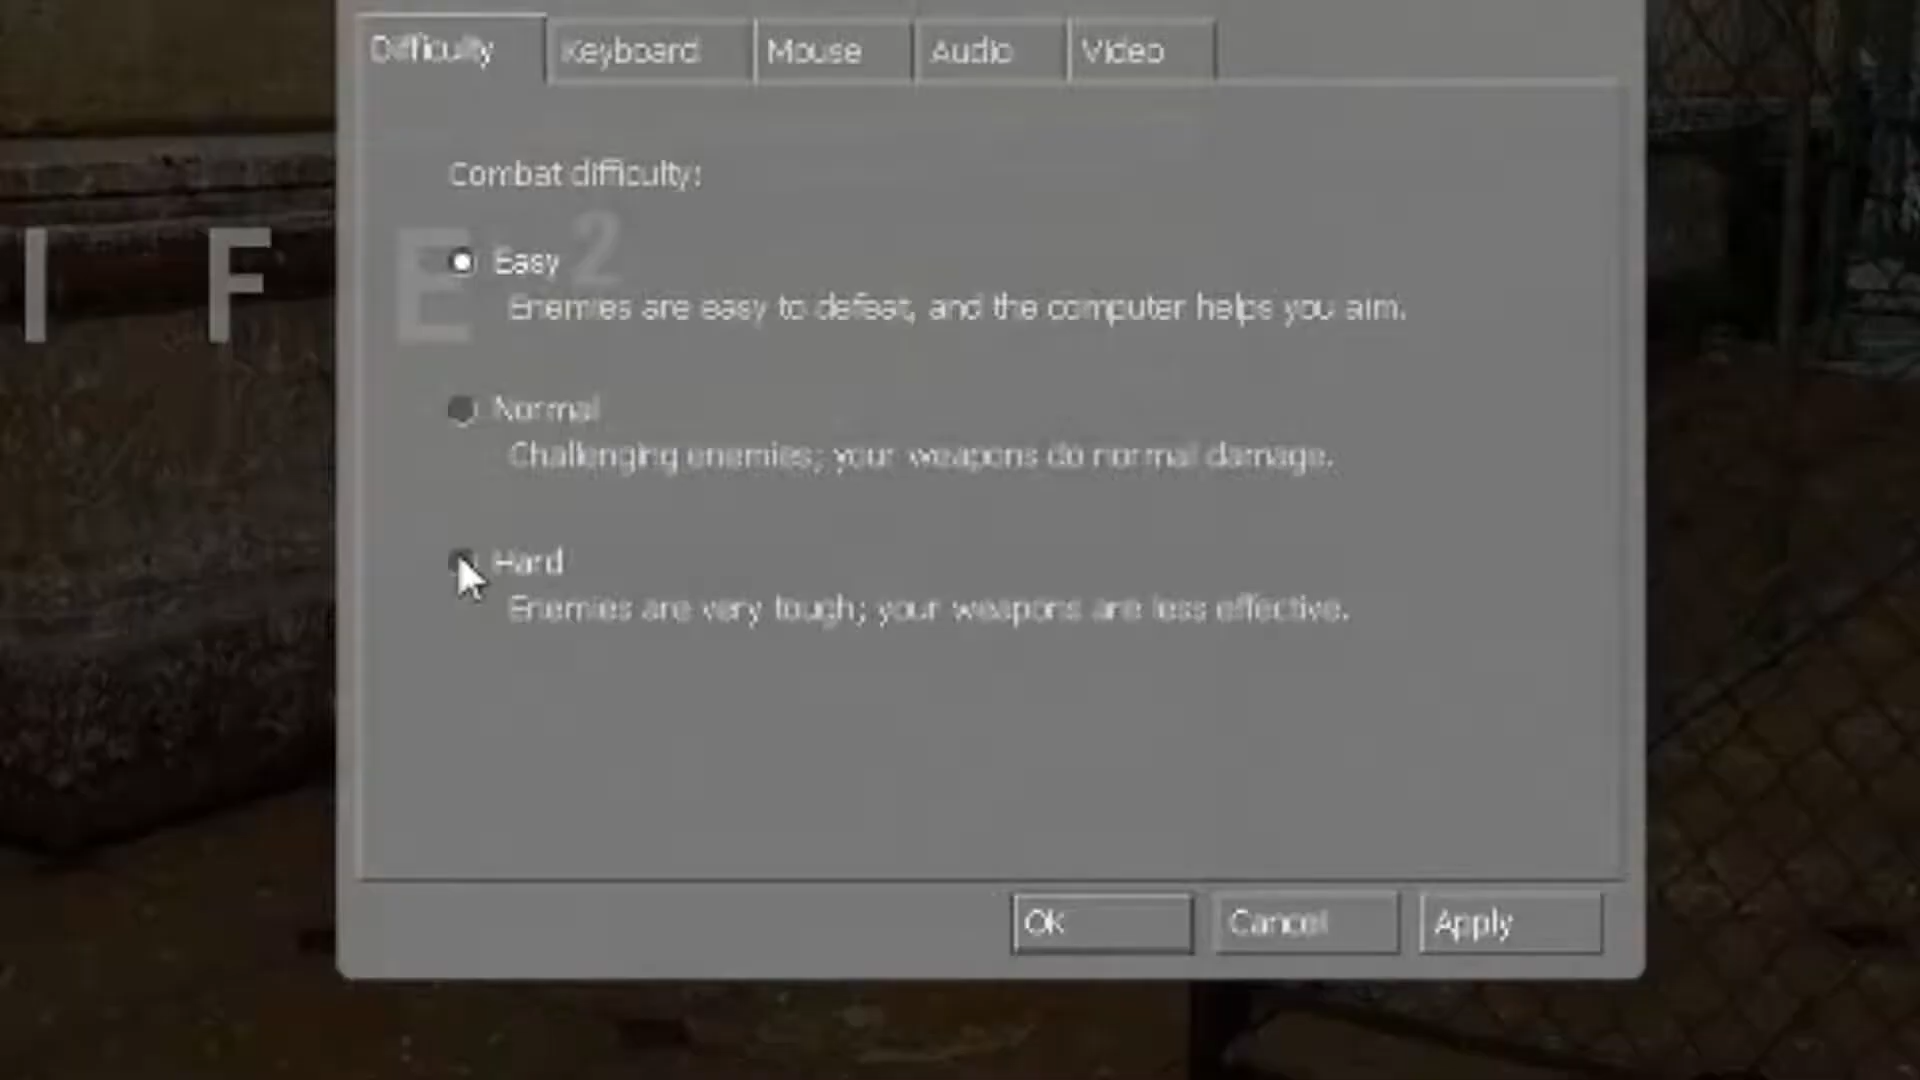 Difficulty Keyboard Mouse Audio Video
Combat difficulty:
I F E 2
Easy
Enemies are easy to defeat, and the computer helps you aim.
Normal
Challenging enemies; your weapons do normal damage.
Hard
Enemies are very tough; your weapons are less effective.
OK Cancel Apply